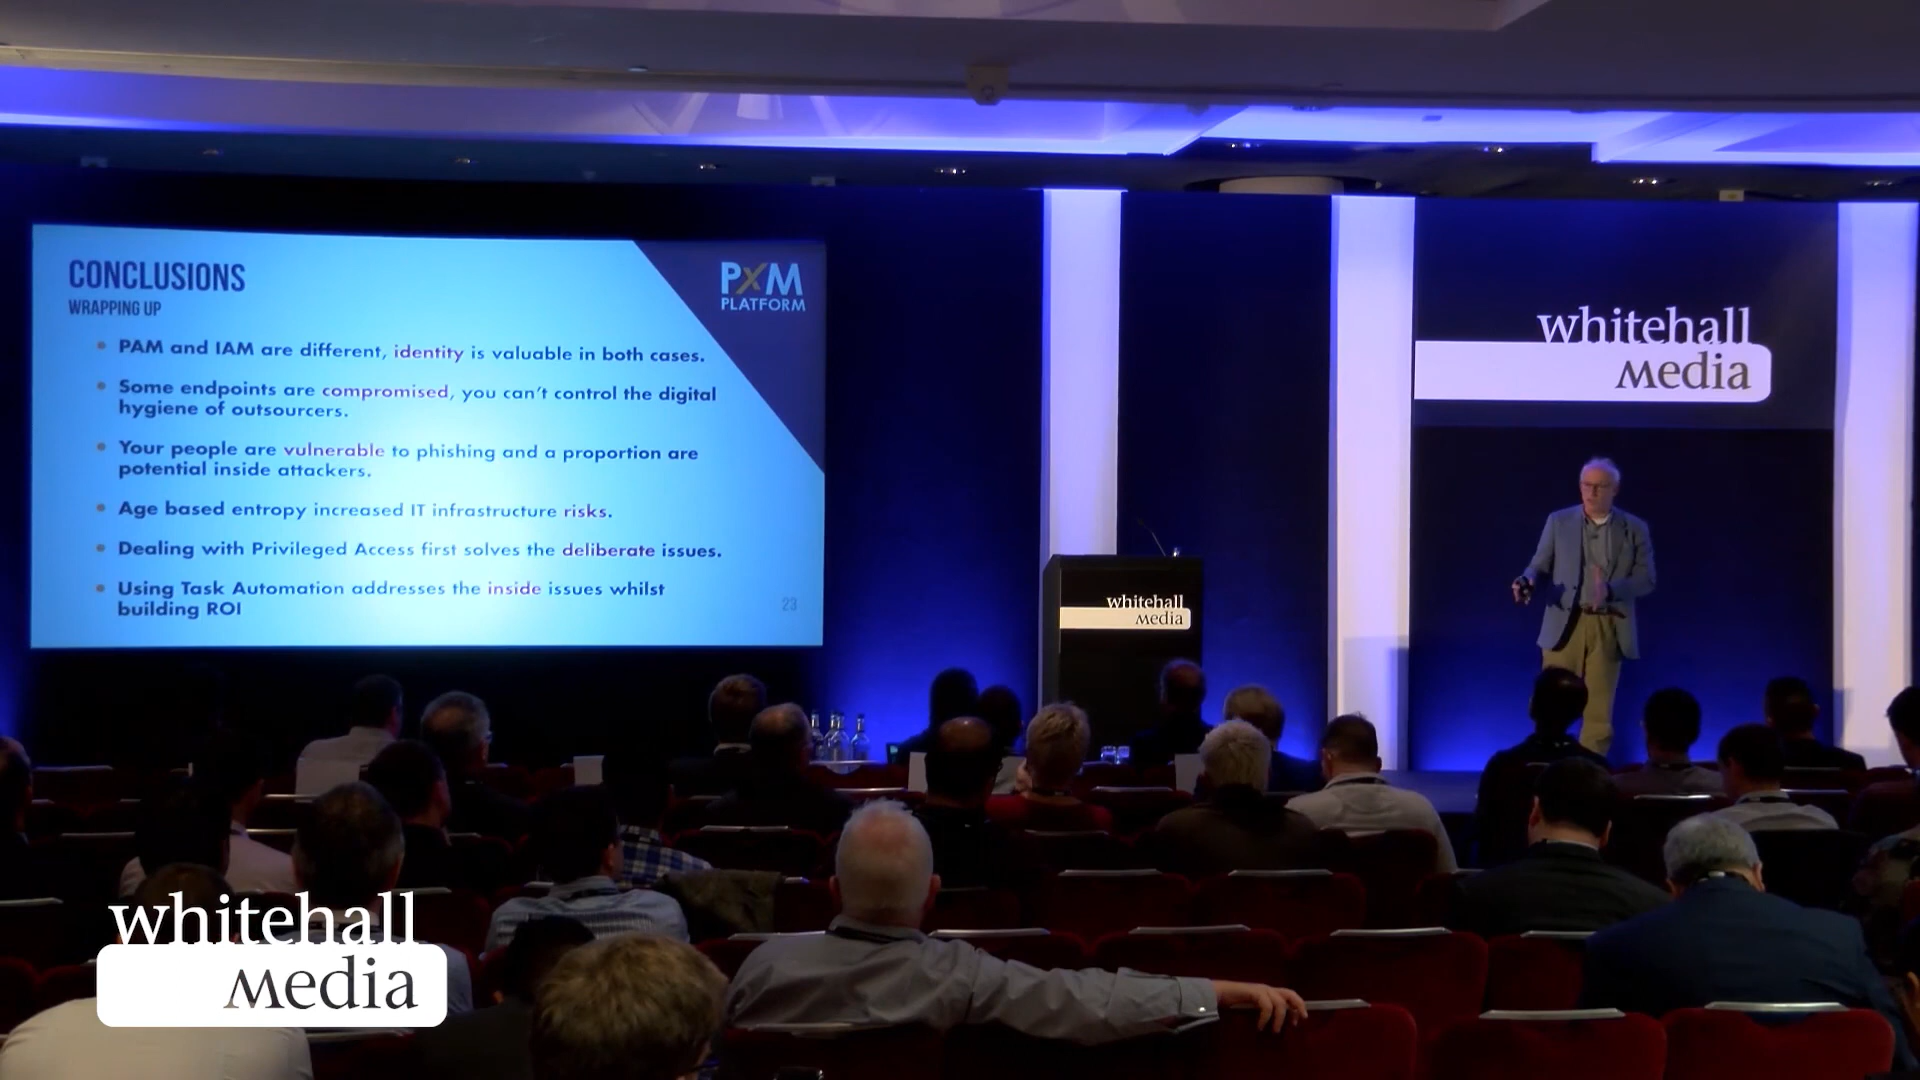 CONCLUSIONS
WRAPPING UP
PXM
PLATFORM
PAM and IAM are different, identity is valuable in both cases.
Some endpoints are compromised, you can't control the digital
hygiene of outsourcers.
Your people are vulnerable to phishing and a proportion are
potential inside attackers.
Age based entropy increased IT infrastructure risks.
Dealing with Privileged Access first solves the deliberate issues.
Using Task Automation addresses the inside issues whilst
building ROI
23
whitehall
media
whitehall
media
whitehall
media